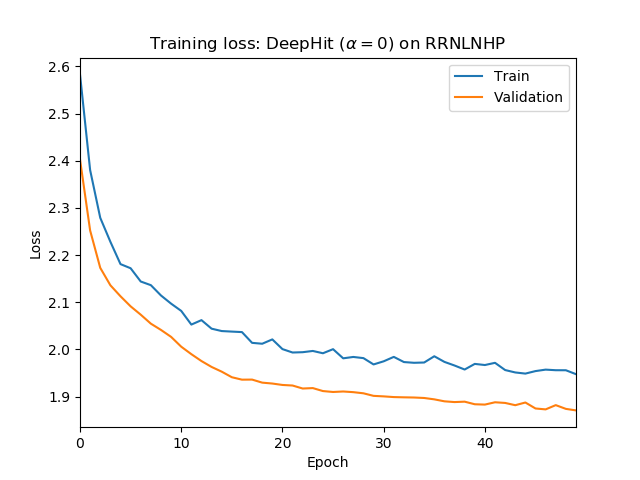 Training loss: DeepHit (α = 0) on RRNLNHP
Train
Validation
Loss
2.6
2.5
2.4
2.3
2.2
2.1
2.0
1.9
0 10 20 30 40
Epoch